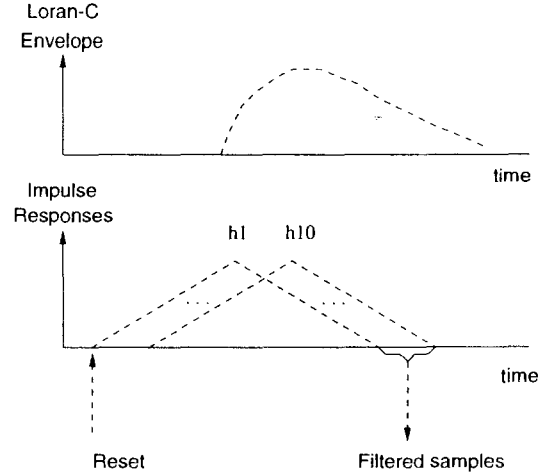 Loran-C
Envelope
time
Impulse
Responses
h1 h10
.... ....
time
Reset
Filtered samples